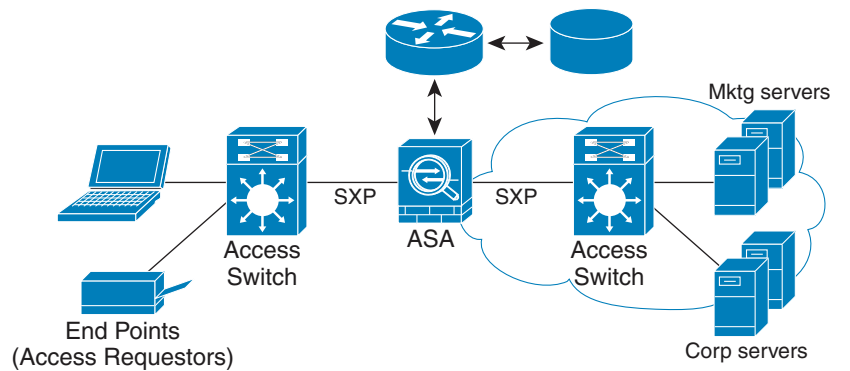 Mktg servers
SXP
SXP
ASA
Access
Switch
Access
Switch
End Points
(Access Requestors)
Corp servers